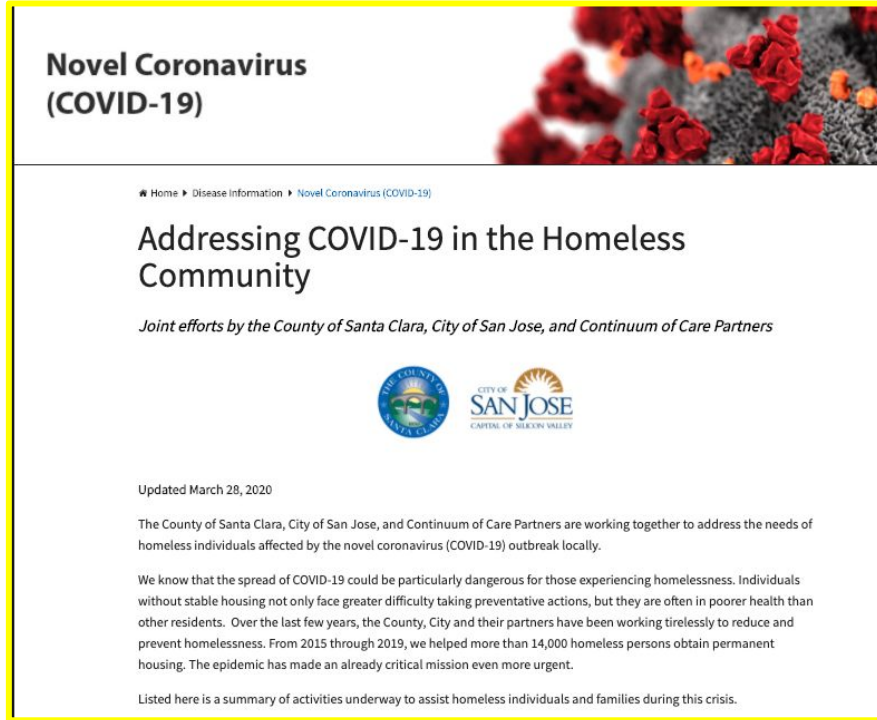 Novel Coronavirus
(COVID-19)
Home Disease Information Novel Coronavirus (COVID-19)
Addressing COVID-19 in the Homeless
Community
Joint efforts by the County of Santa Clara, City of San Jose, and Continuum of Care Partners
THE COUNTY OF
SANTA CLARA
CITY OF
SAN JOSE
CAPITAL OF SILICON VALLEY
Updated March 28, 2020
The County of Santa Clara, City of San Jose, and Continuum of Care Partners are working together to address the needs of
homeless individuals affected by the novel coronavirus (COVID-19) outbreak locally.
We know that the spread of COVID-19 could be particularly dangerous for those experiencing homelessness. Individuals
without stable housing not only face greater difficulty taking preventative actions, but they are often in poorer health than
other residents. Over the last few years, the County, City and their partners have been working tirelessly to reduce and
prevent homelessness. From 2015 through 2019, we helped more than 14,000 homeless persons obtain permanent
housing. The epidemic has made an already critical mission even more urgent.
Listed here is a summary of activities underway to assist homeless individuals and families during this crisis.